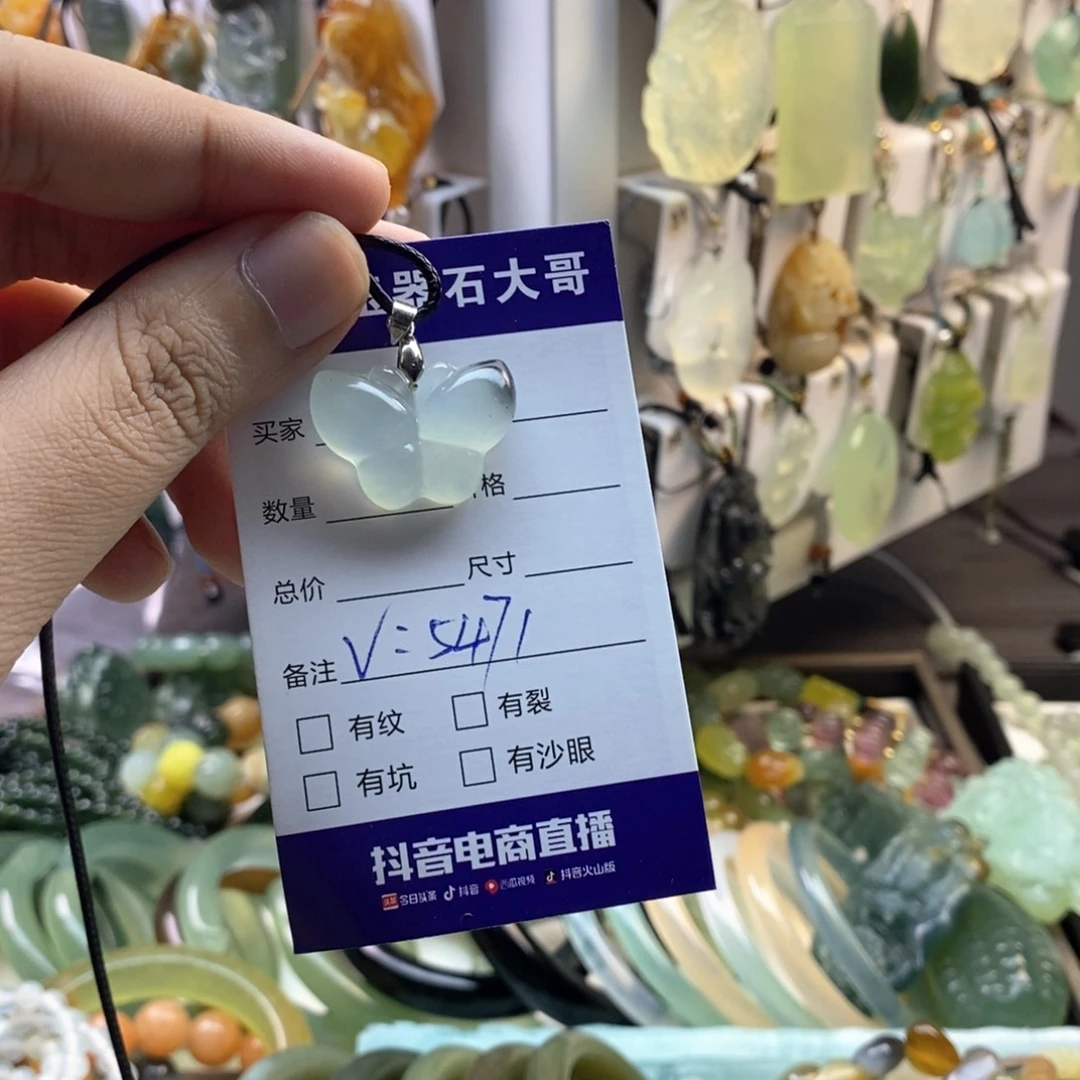 器石大哥
买家
数量 格
总价 尺寸
备注 V:5471
有纹 有裂
有坑 有沙眼
抖音电商直播
今日头条 抖音 西瓜视频 抖音火山版